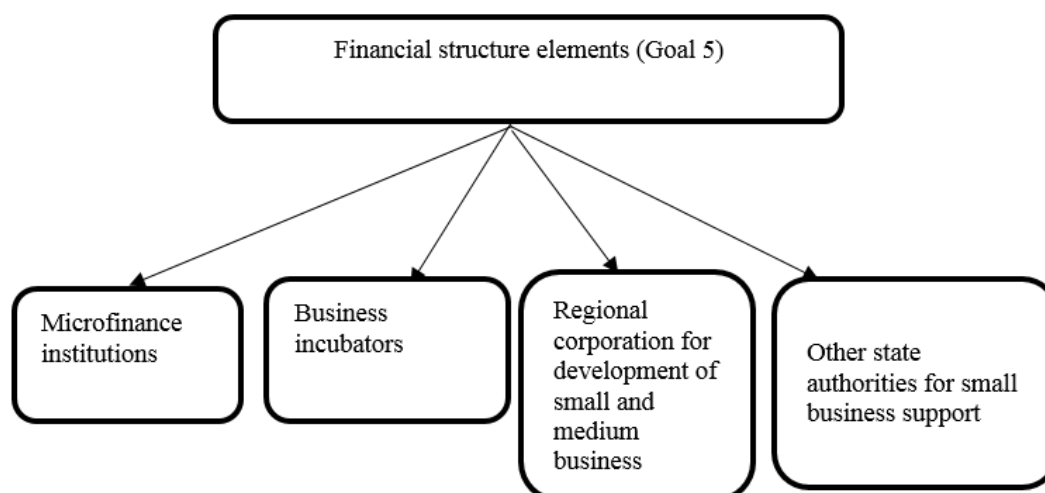 Financial structure elements (Goal 5)
Microfinance
institutions
Business
incubators
Regional
corporation for
development of
small and
medium
business
Other state
authorities for small
business support